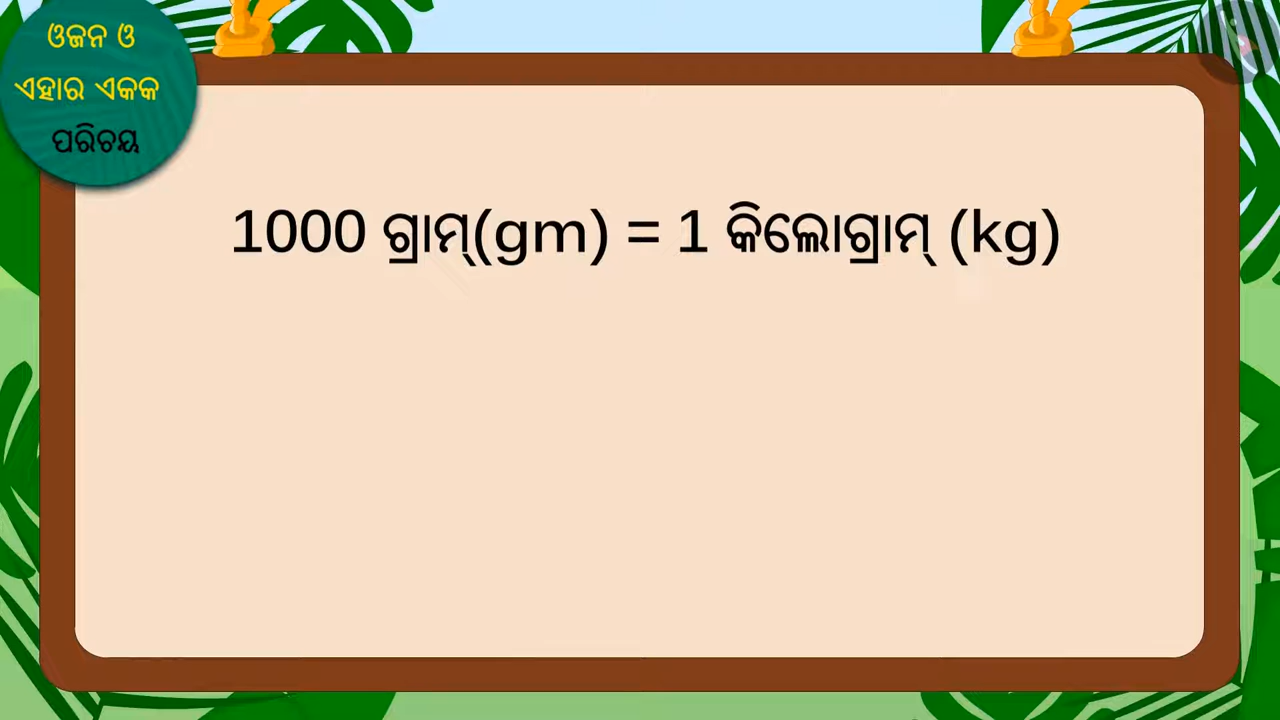 ଓଜନ ଓ
ଏହାର ଏକକ
ପରିଚୟ
1000 ଗ୍ରାମ୍(gm) = 1 କିଲୋଗ୍ରାମ୍ (kg)